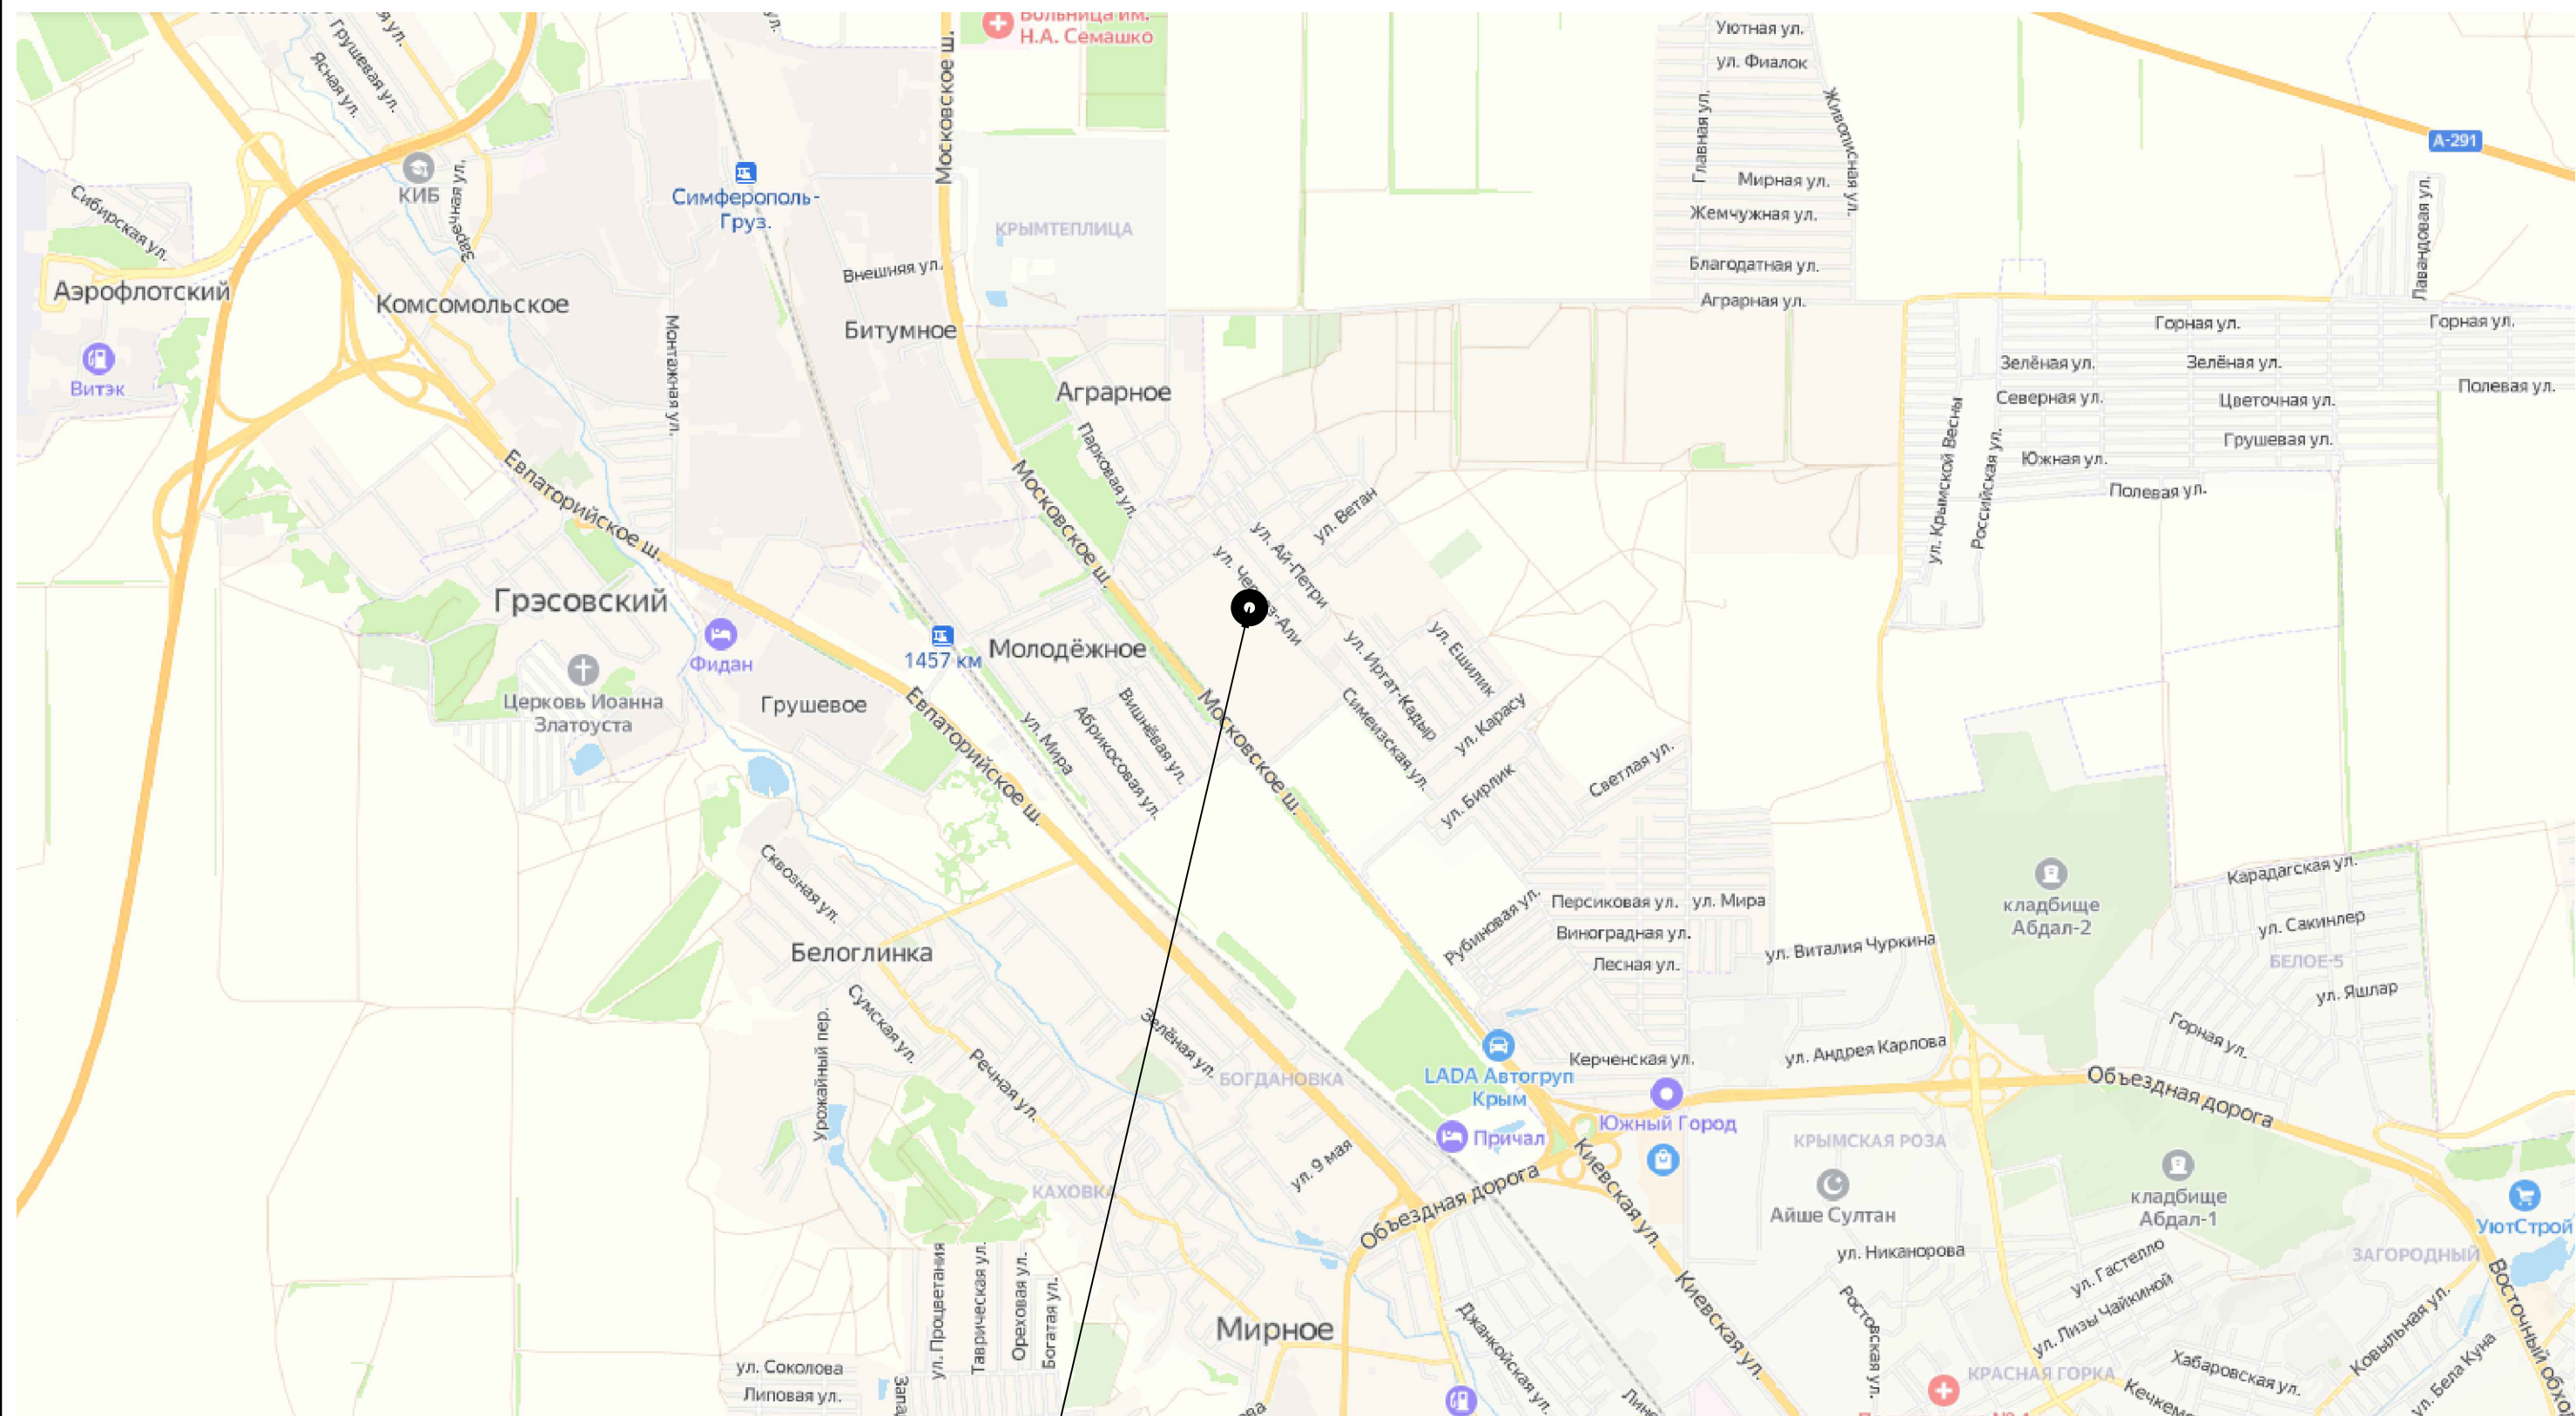 Больница им.
Н.А. Семашко
Уютная ул.
ул. Фиалок
Грушевая ул.
Ясная ул.
Московское ш.
Главная ул.
Живописная ул.
А-291
КИБ
Заречная ул.
Сибирская ул.
Симферополь-
Груз.
КРЫМТЕПЛИЦА
Мирная ул.
Жемчужная ул.
Лавандовая ул.
Внешняя ул.
Благодатная ул.
Аграрная ул.
Аэрофлотский
Комсомольское
Битумное
Монтажная ул.
Витэк
Аграрное
Парковая ул.
Горная ул.
Горная ул.
Зелёная ул.
Зелёная ул.
Полевая ул.
Северная ул.
Цветочная ул.
Грушевая ул.
Южная ул.
Полевая ул.
ул. Крымской Весны
Российская ул.
Евпаторийское ш.
Московское ш.
ул. Ветан
ул. Ай-Петри
Грэсовский
Фидан
1457 км
Молодёжное
Церковь Иоанна
Златоуста
Грушевое
Евпаторийское ш.
ул. Мира
Абрикосовая ул.
Вишнёвая ул.
Московское ш.
ул. Ешилик
ул. Иргат-Кадыр
Симеизская ул.
ул. Карасу
ул. Бирлик
Светлая ул.
Сквозная ул.
Белоглинка
Рубиновая ул.
Персиковая ул.
ул. Мира
Виноградная ул.
Лесная ул.
ул. Виталия Чуркина
кладбище
Абдал-2
Карадагская ул.
ул. Сакинлер
БЕЛОЕ-5
ул. Яшлар
Горная ул.
Сумская ул.
Урожайный пер.
Речная ул.
Зелёная ул.
БОГДАНОВКА
LADA Автогруп
Крым
Керченская ул.
ул. Андрея Карлова
Объездная дорога
Южный Город
Причал
КРЫМСКАЯ РОЗА
Айше Султан
кладбище
Абдал-1
УютСтрой
КАХОВКА
ул. 9 мая
Объездная дорога
Киевская ул.
ул. Никанорова
ул. Гастелло
ЗАГОРОДНЫЙ
ул. Процветания
Таврическая ул.
Ореховая ул.
Богатая ул.
Мирное
Киевская ул.
Ростовская ул.
ул. Лизы Чайкиной
Ковыльная ул.
ул. Соколова
Липовая ул.
Джанкойская ул.
КРАСНАЯ ГОРКА
Хабаровская ул.
ул. Бела Куна